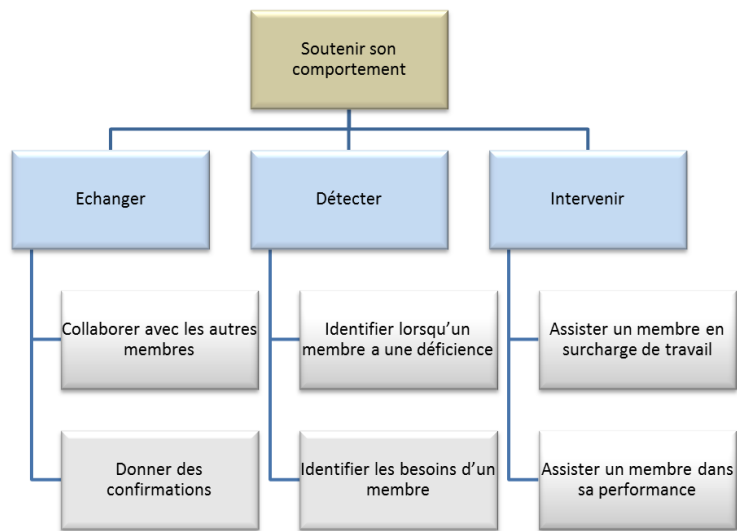 Soutenir son
comportement
Echanger
Détecter
Intervenir
Collaborer avec les autres
membres
Identifier lorsqu'un
membre a une déficience
Assister un membre en
surcharge de travail
Donner des
confirmations
Identifier les besoins d'un
membre
Assister un membre dans
sa performance